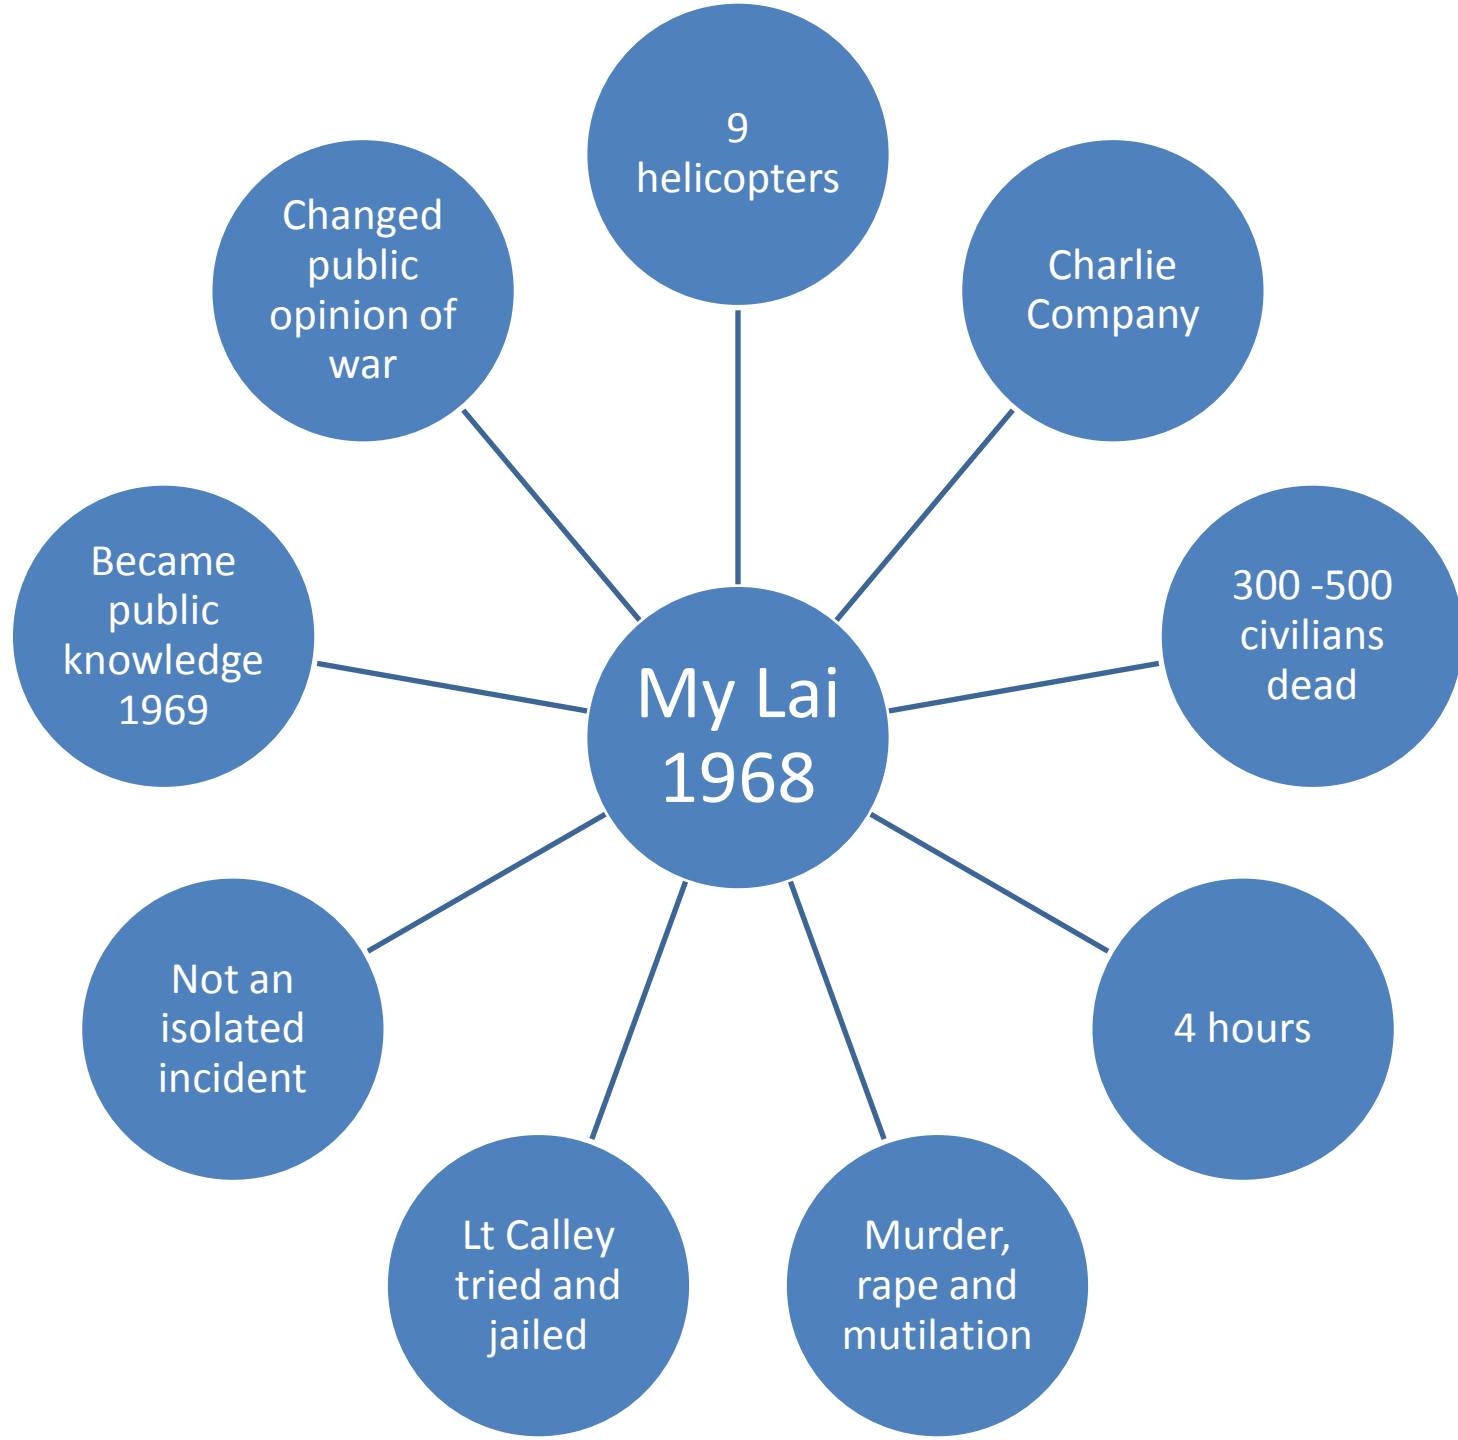 9
helicopters
Charlie
Company
300 -500
civilians
dead
4 hours
Murder,
rape and
mutilation
Lt Calley
tried and
jailed
Not an
isolated
incident
Became
public
knowledge
1969
Changed
public
opinion of
war
My Lai
1968